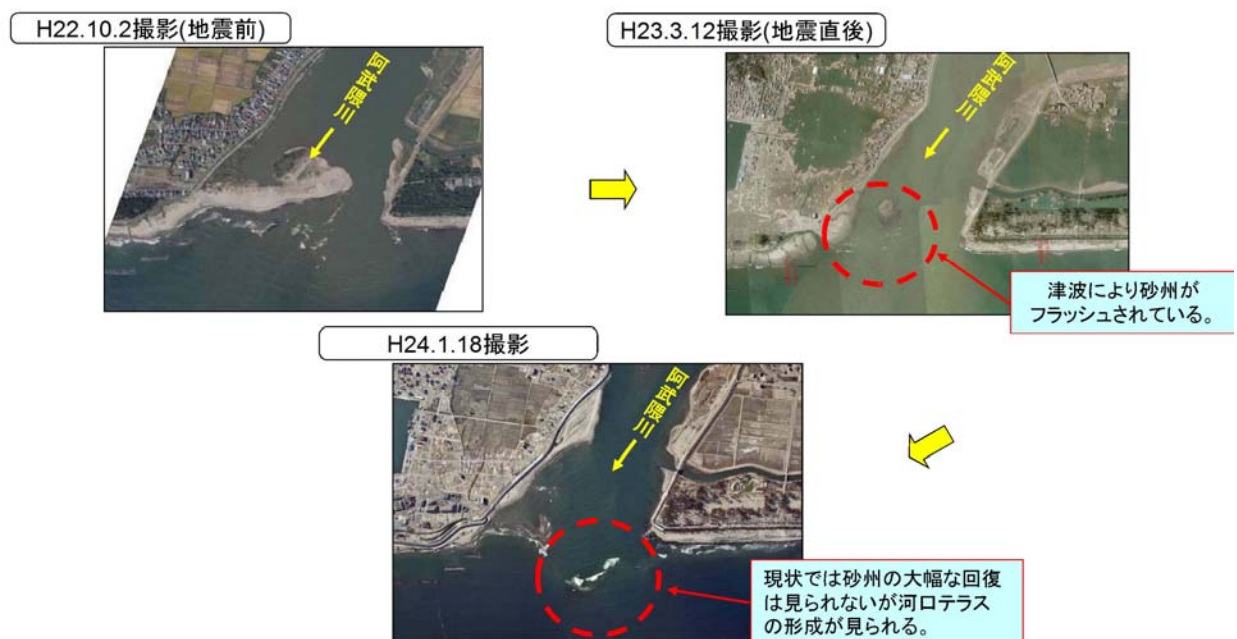 H22.10.2撮影(地震前)
阿武隈川
H23.3.12撮影(地震直後)
阿武隈川
津波により砂州が
フラッシュされている。
H24.1.18撮影
阿武隈川
現状では砂州の大幅な回復
は見られないが河口テラス
の形成が見られる。